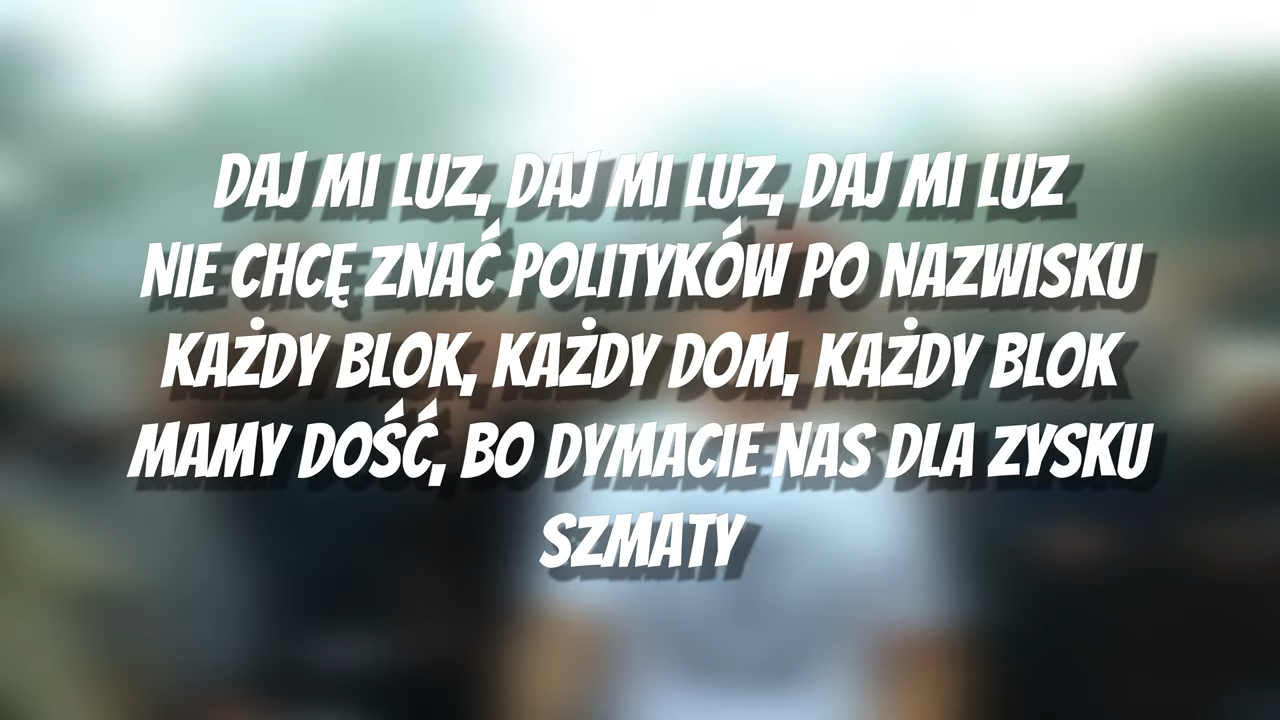 DAJ MI LUZ, DAJ MI LUZ, DAJ MI LUZ
NIE CHCĘ ZNAĆ POLITYKÓW PO NAZWISKU
KAŻDY BLOK, KAŻDY DOM, KAŻDY BLOK
MAMY DOŚĆ, BO DYMACIE NAS DLA ZYSKU
SZMATY